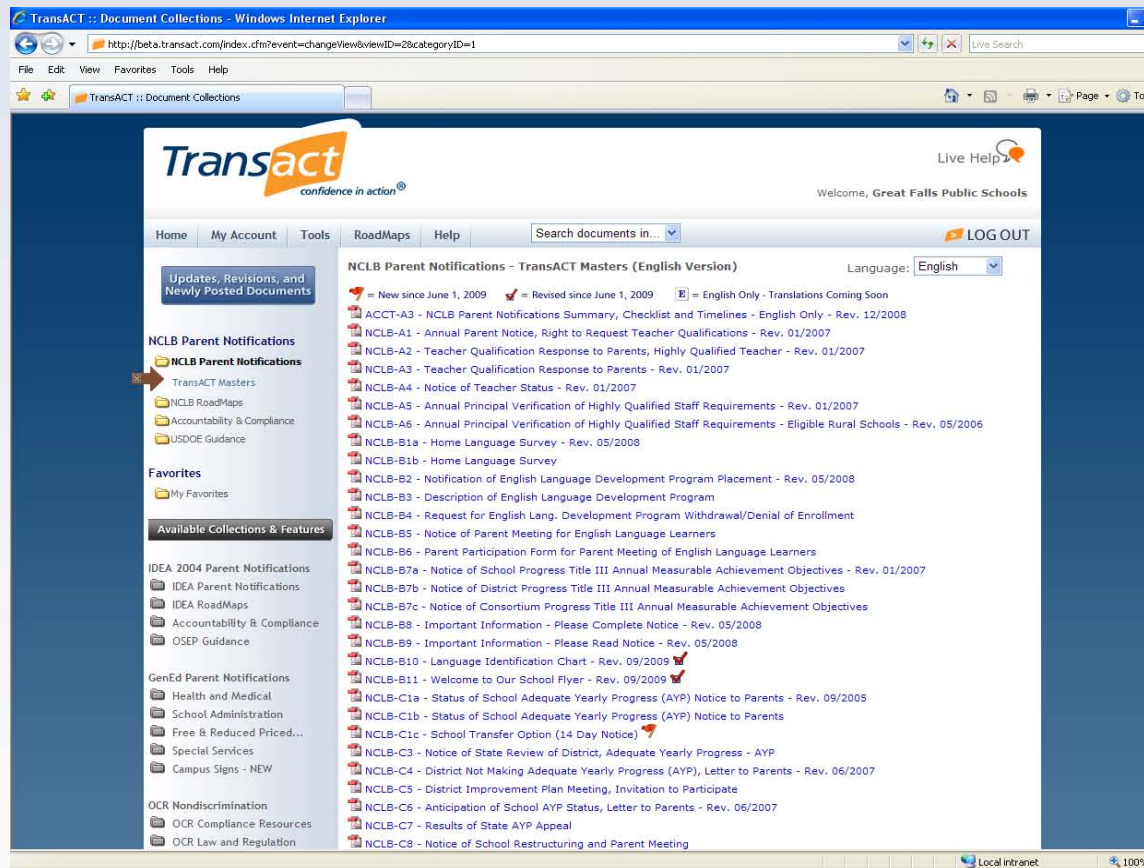 TransACT :: Document Collections - Windows Internet Explorer
http://beta.transact.com/index.cfm?event=changeView&viewID=2&categoryID=1
Live Search
File Edit View Favorites Tools Help
TransACT :: Document Collections
Page
To
Transact
confidence in action®
Live Help
Welcome, Great Falls Public Schools
Home My Account Tools RoadMaps Help
Search documents in...
LOG OUT
Updates, Revisions, and
Newly Posted Documents
NCLB Parent Notifications
NCLB Parent Notifications
TransACT Masters
NCLB RoadMaps
Accountability & Compliance
USDOE Guidance
Favorites
My Favorites
Available Collections & Features
IDEA 2004 Parent Notifications
IDEA Parent Notifications
IDEA RoadMaps
Accountability & Compliance
OSEP Guidance
GenEd Parent Notifications
Health and Medical
School Administration
Free & Reduced Priced...
Special Services
Campus Signs - NEW
OCR Nondiscrimination
OCR Compliance Resources
OCR Law and Regulation
NCLB Parent Notifications - TransACT Masters (English Version)
Language: English
= New since June 1, 2009 = Revised since June 1, 2009 E = English Only - Translations Coming Soon
ACCT-A3 - NCLB Parent Notifications Summary, Checklist and Timelines - English Only - Rev. 12/2008
NCLB-A1 - Annual Parent Notice, Right to Request Teacher Qualifications - Rev. 01/2007
NCLB-A2 - Teacher Qualification Response to Parents, Highly Qualified Teacher - Rev. 01/2007
NCLB-A3 - Teacher Qualification Response to Parents - Rev. 01/2007
NCLB-A4 - Notice of Teacher Status - Rev. 01/2007
NCLB-A5 - Annual Principal Verification of Highly Qualified Staff Requirements - Rev. 01/2007
NCLB-A6 - Annual Principal Verification of Highly Qualified Staff Requirements - Eligible Rural Schools - Rev. 05/2006
NCLB-B1a - Home Language Survey - Rev. 05/2008
NCLB-B1b - Home Language Survey
NCLB-B2 - Notification of English Language Development Program Placement - Rev. 05/2008
NCLB-B3 - Description of English Language Development Program
NCLB-B4 - Request for English Lang. Development Program Withdrawal/Denial of Enrollment
NCLB-B5 - Notice of Parent Meeting for English Language Learners
NCLB-B6 - Parent Participation Form for Parent Meeting of English Language Learners
NCLB-B7a - Notice of School Progress Title III Annual Measurable Achievement Objectives - Rev. 01/2007
NCLB-B7b - Notice of District Progress Title III Annual Measurable Achievement Objectives
NCLB-B7c - Notice of Consortium Progress Title III Annual Measurable Achievement Objectives
NCLB-B8 - Important Information - Please Complete Notice - Rev. 05/2008
NCLB-B9 - Important Information - Please Read Notice - Rev. 05/2008
NCLB-B10 - Language Identification Chart - Rev. 09/2009
NCLB-B11 - Welcome to Our School Flyer - Rev. 09/2009
NCLB-C1a - Status of School Adequate Yearly Progress (AYP) Notice to Parents - Rev. 09/2005
NCLB-C1b - Status of School Adequate Yearly Progress (AYP) Notice to Parents
NCLB-C1c - School Transfer Option (14 Day Notice)
NCLB-C3 - Notice of State Review of District, Adequate Yearly Progress - AYP
NCLB-C4 - District Not Making Adequate Yearly Progress (AYP), Letter to Parents - Rev. 06/2007
NCLB-C5 - District Improvement Plan Meeting, Invitation to Participate
NCLB-C6 - Anticipation of School AYP Status, Letter to Parents - Rev. 06/2007
NCLB-C7 - Results of State AYP Appeal
NCLB-C8 - Notice of School Restructuring and Parent Meeting
Local intranet
100%